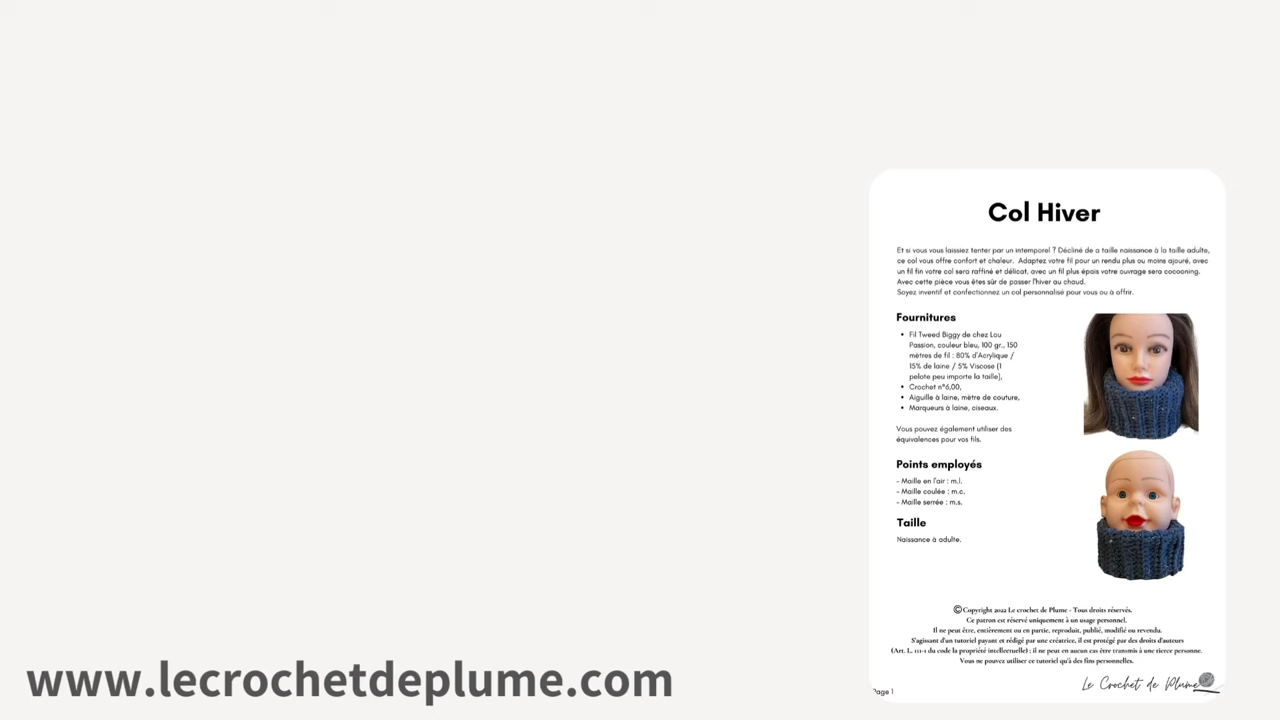 Col Hiver
Et si vous vous laissiez tenter par un intemporel ? Décliné de a taille naissance à la taille adulte,
ce col vous offre confort et chaleur. Adaptez votre fil pour un rendu plus ou moins ajouré, avec
un fil fin votre col sera raffiné et délicat, avec un fil plus épais votre ouvrage sera cocooning.
Avec cette pièce vous êtes sûr de passer l'hiver au chaud.
Soyez inventif et confectionnez un col personnalisé pour vous ou à offrir.
Fournitures
• Fil Tweed Biggy de chez Lou
Passion, couleur bleu, 100 gr., 150
mètres de fil : 80% d'Acrylique /
15% de laine / 5% Viscose (1
pelote peu importe la taille),
• Crochet n°6,00,
• Aiguille à laine, mètre de couture,
• Marqueurs à laine, ciseaux.
Vous pouvez également utiliser des
équivalences pour vos fils.
Points employés
- Maille en l'air : m.l.
- Maille coulée : m.c.
- Maille serrée : m.s.
Taille
Naissance à adulte.
©Copyright 2022 Le crochet de Plume - Tous droits réservés.
Ce patron est réservé uniquement à un usage personnel.
Il ne peut être, entièrement ou en partie, reproduit, publié, modifié ou revendu.
S'agissant d'un tutoriel payant et rédigé par une créatrice, il est protégé par des droits d'auteurs
(Art. L. 111-1 du code la propriété intellectuelle) ; il ne peut en aucun cas être transmis à une tierce personne.
Vous ne pouvez utiliser ce tutoriel qu'à des fins personnelles.
Le Crochet de Plume
Page 1
www.lecrochetdeplume.com